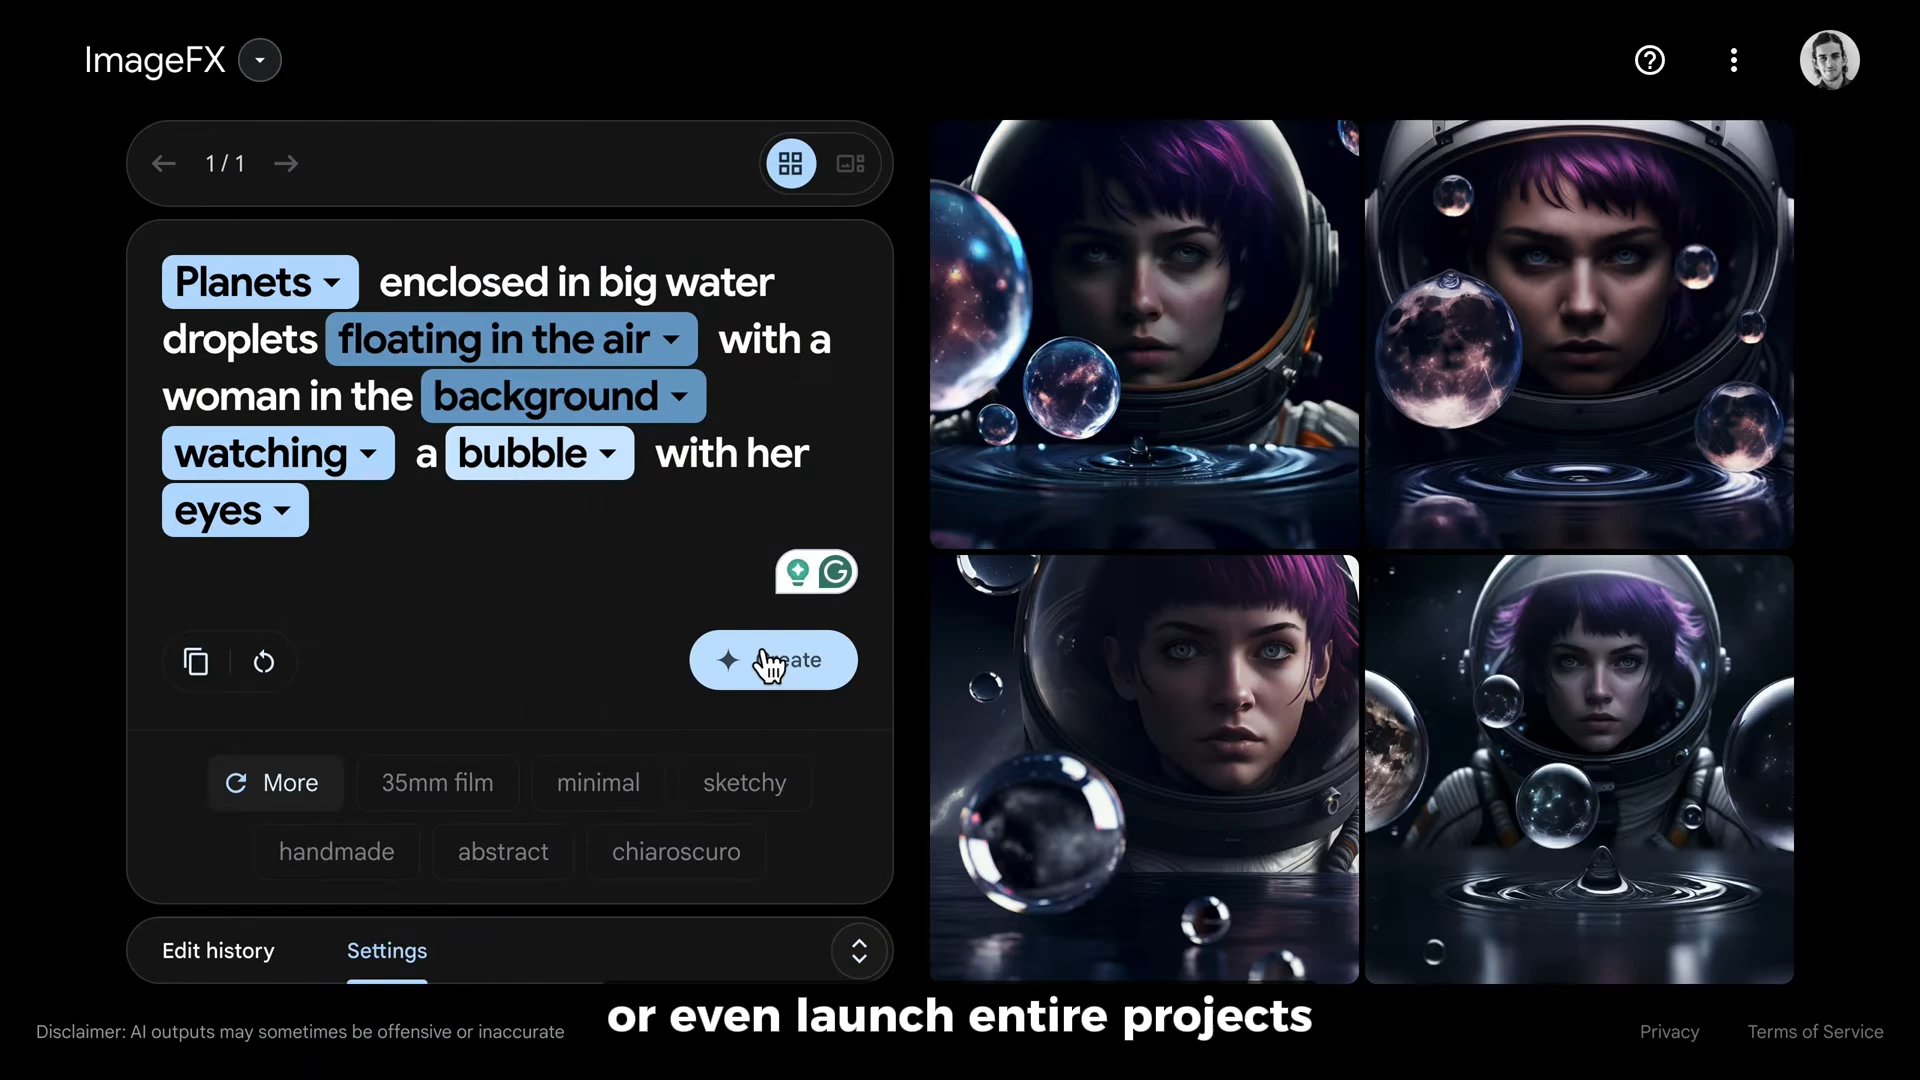 ImageFX
1 / 1
Planets enclosed in big water
droplets floating in the air with a
woman in the background
watching a bubble with her
eyes
More
35mm film
minimal
sketchy
handmade
abstract
chiaroscuro
Edit history
Settings
or even launch entire projects
Disclaimer: AI outputs may sometimes be offensive or inaccurate
Privacy
Terms of Service